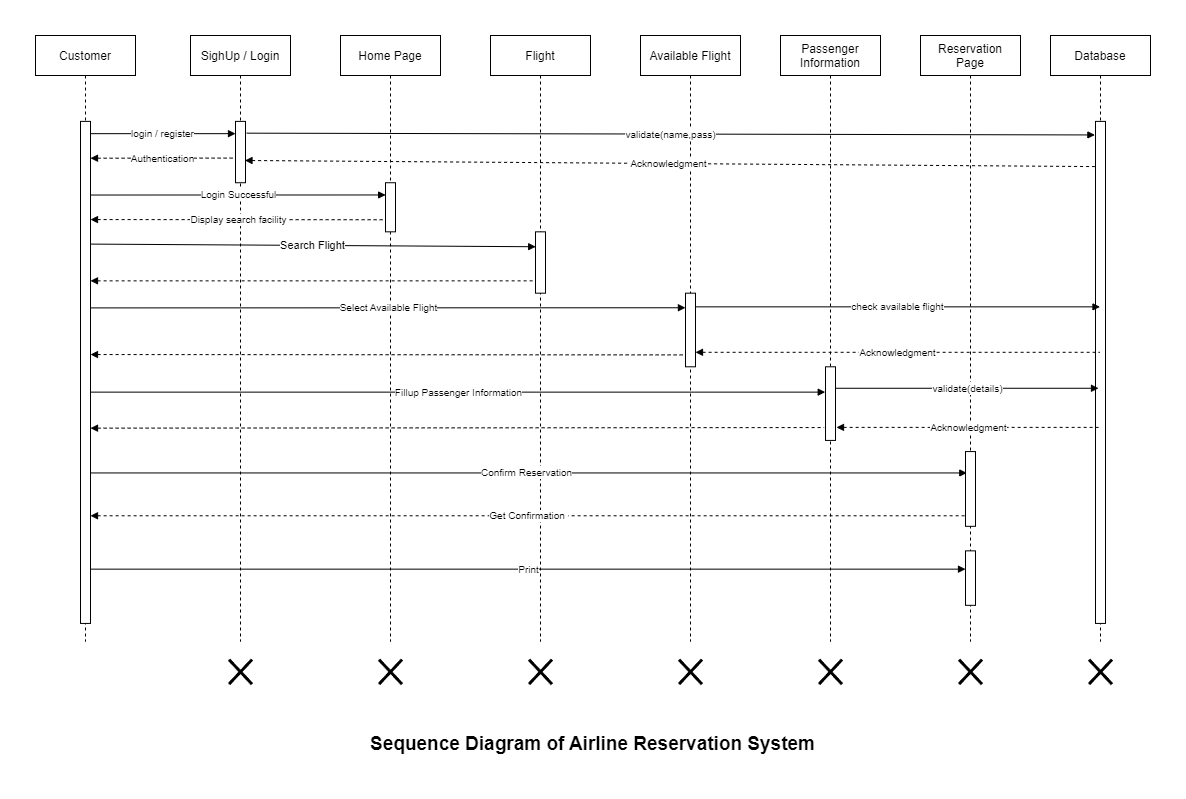 Customer
SighUp / Login
Home Page
Flight
Available Flight
Passenger
Information
Reservation
Page
Database
login / register
validate(name,pass)
Authentication
Acknowledgment
Login Successful
Display search facility
Search Flight
Select Available Flight
check available flight
Acknowledgment
Fillup Passenger Information
validate(details)
Acknowledgment
Confirm Reservation
Get Confirmation
Print
Sequence Diagram of Airline Reservation System